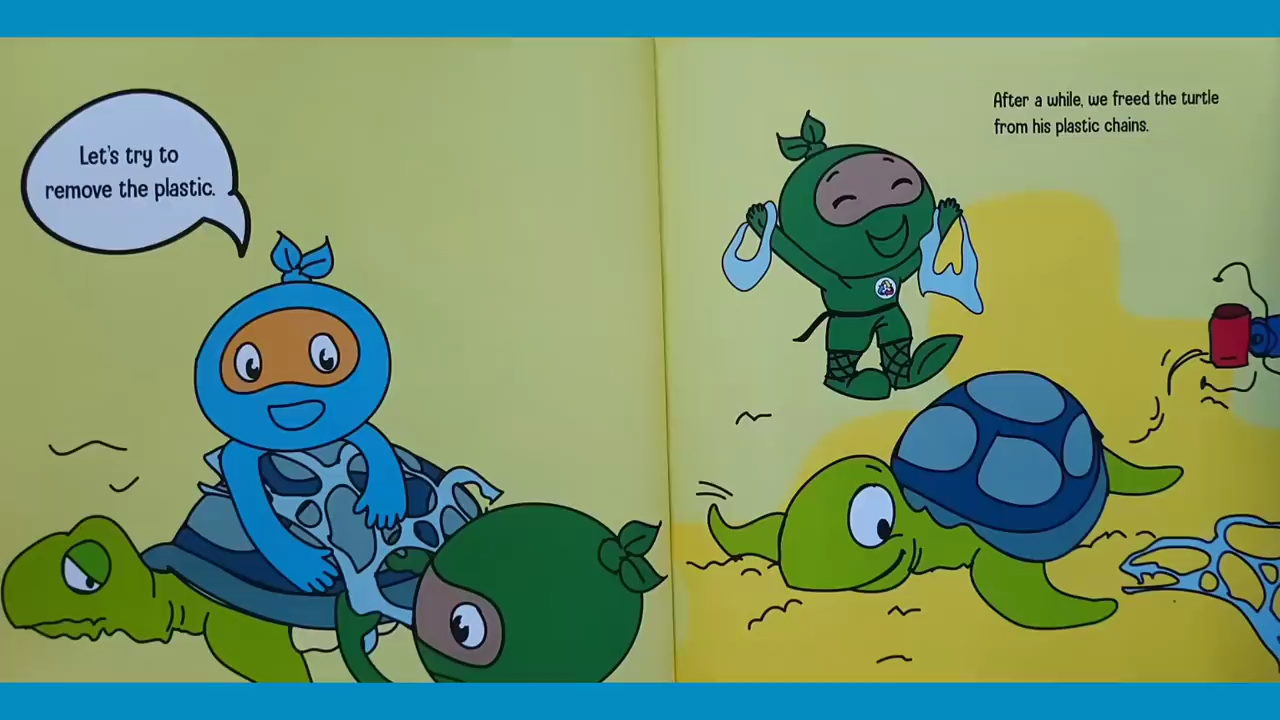 Let's try to
remove the plastic.
After a while, we freed the turtle
from his plastic chains.